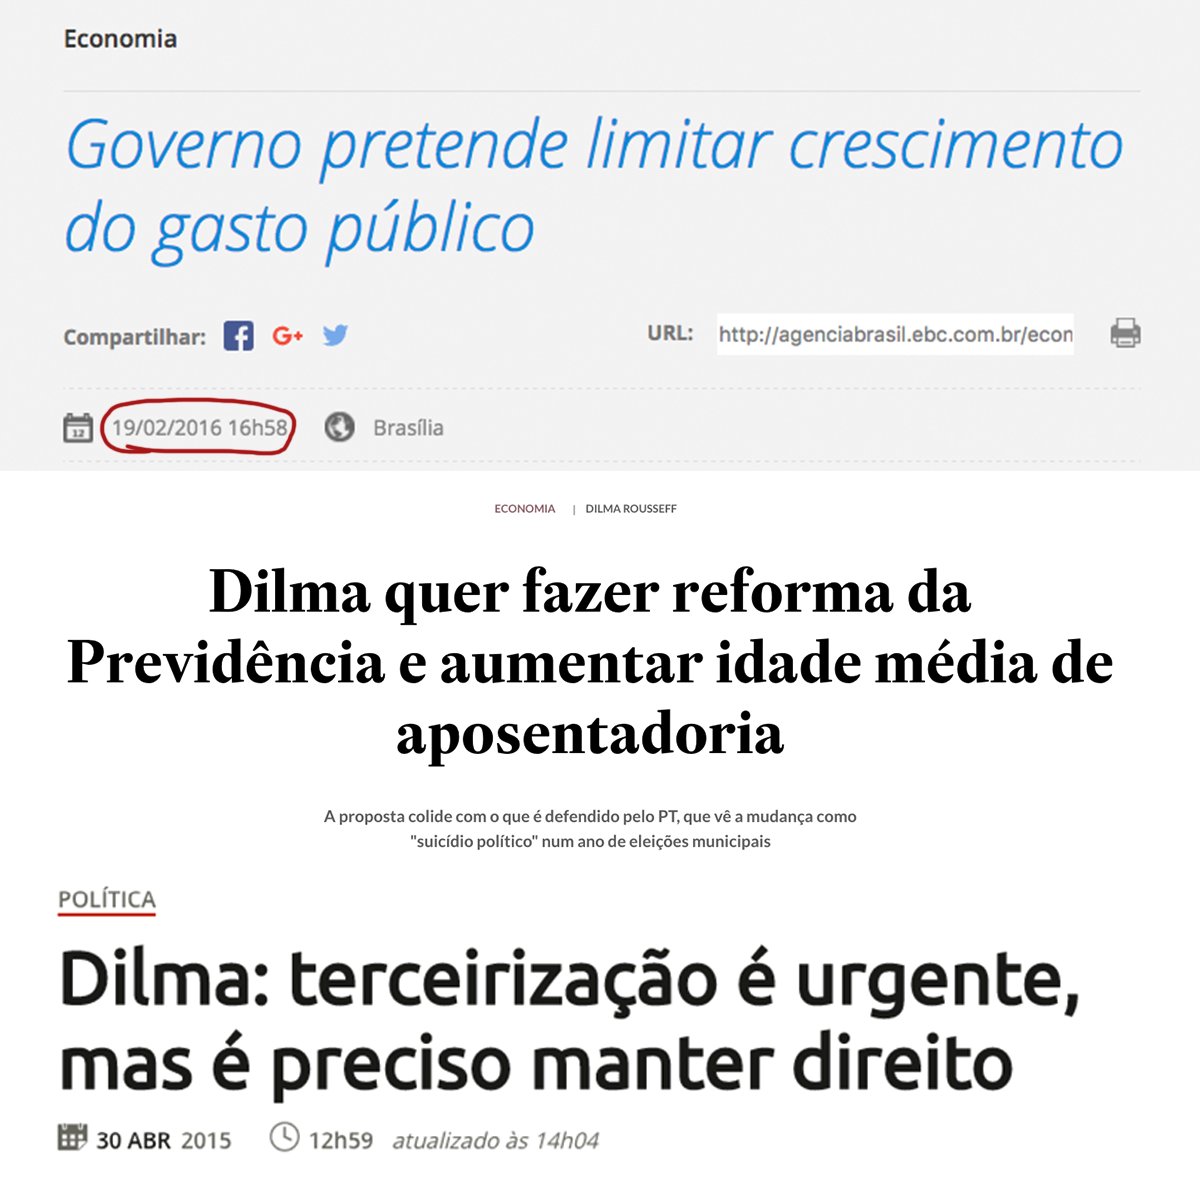 Economia
Governo pretende limitar crescimento
do gasto público
Compartilhar: G+ URL: http://agenciabrasil.ebc.com.br/econ
12 19/02/2016 16h58 Brasília
ECONOMIA | DILMA ROUSSEFF
Dilma quer fazer reforma da
Previdência e aumentar idade média de
aposentadoria
A proposta colide com o que é defendido pelo PT, que vê a mudança como
"suicídio político" num ano de eleições municipais
POLÍTICA
Dilma: terceirização é urgente,
mas é preciso manter direito
30 ABR 2015 12h59 atualizado às 14h04